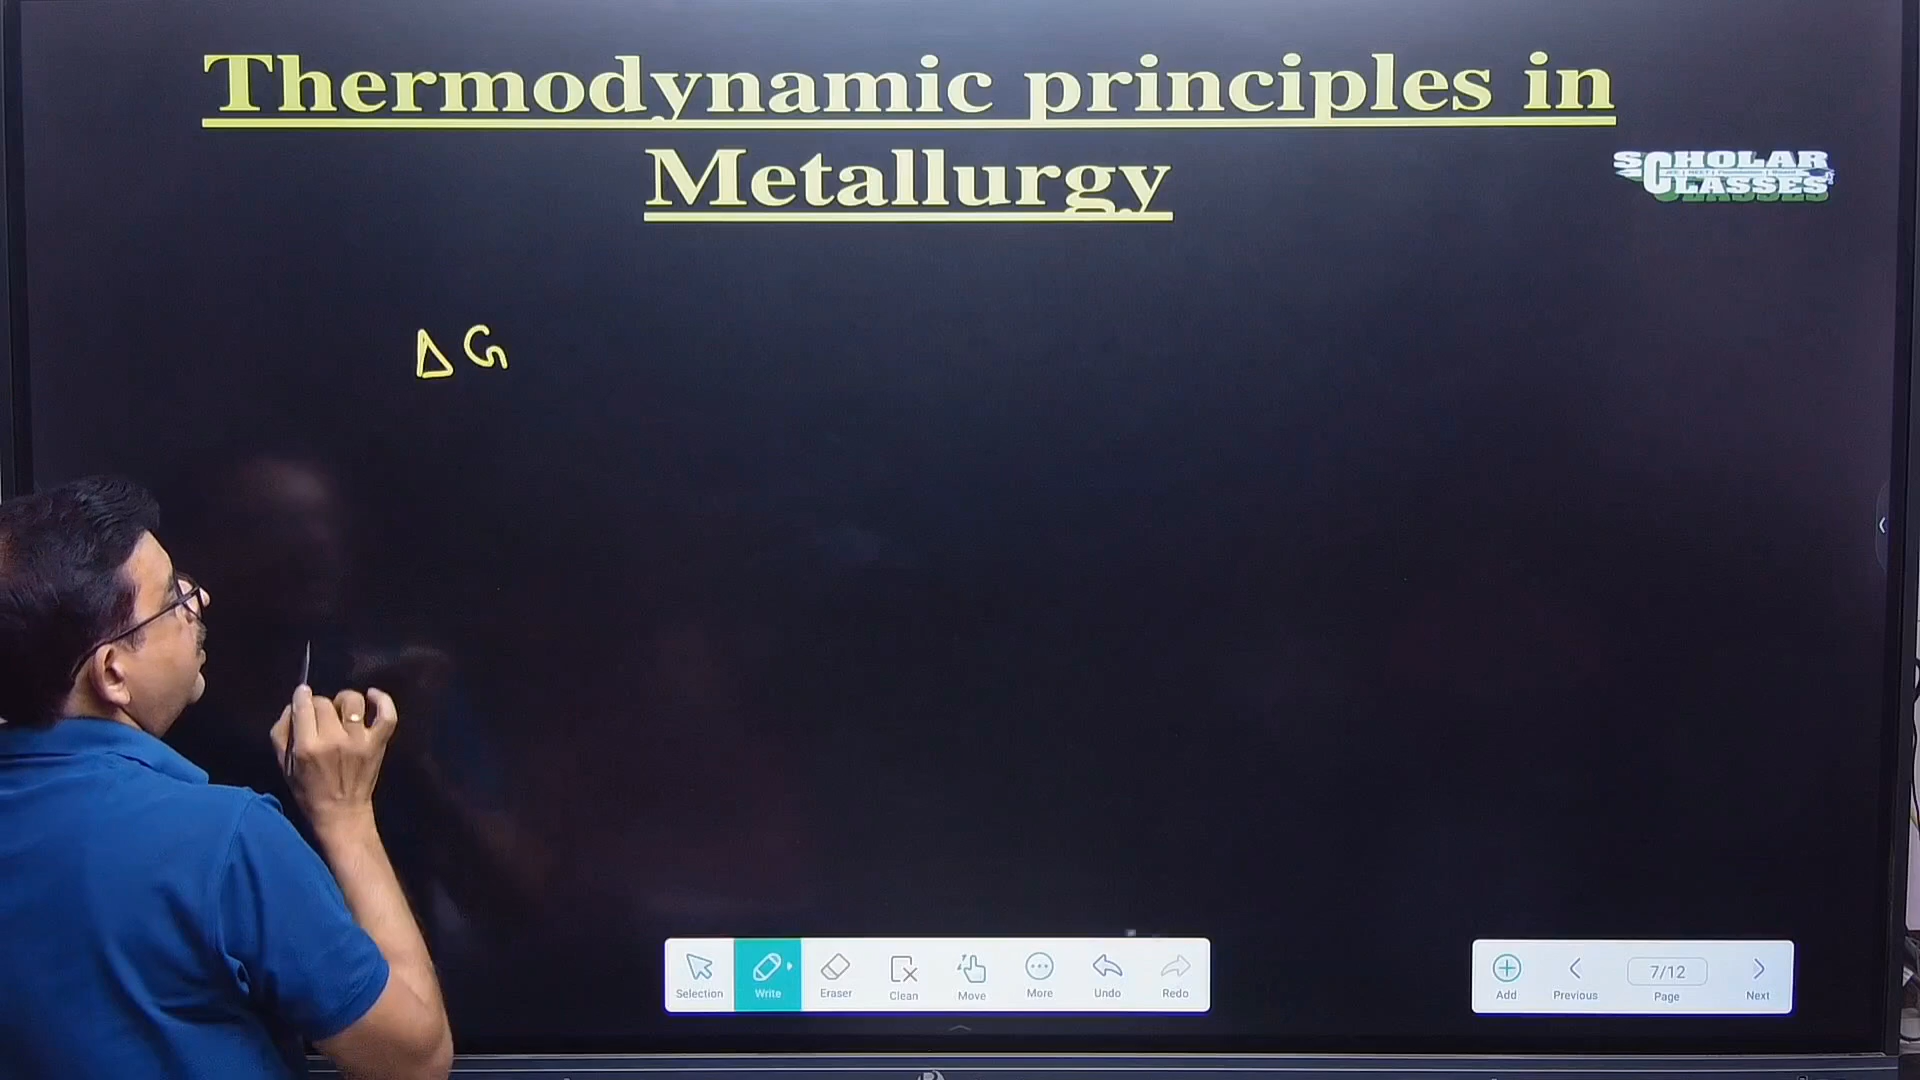 Thermodynamic principles in
Metallurgy
SCHOLAR
CLASSES
ΔG
Selection
Write
Eraser
Clean
Move
More
Undo
Redo
Add
Previous
7/12
Page
Next